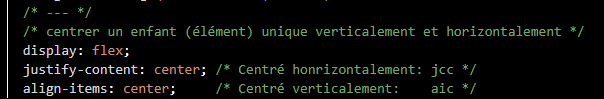 /* --- */
/* centrer un enfant (élément) unique verticalement et horizontalement */
display: flex;
justify-content: center; /* Centré honrizontalement: jcc */
align-items: center;     /* Centré verticalement:    aic */